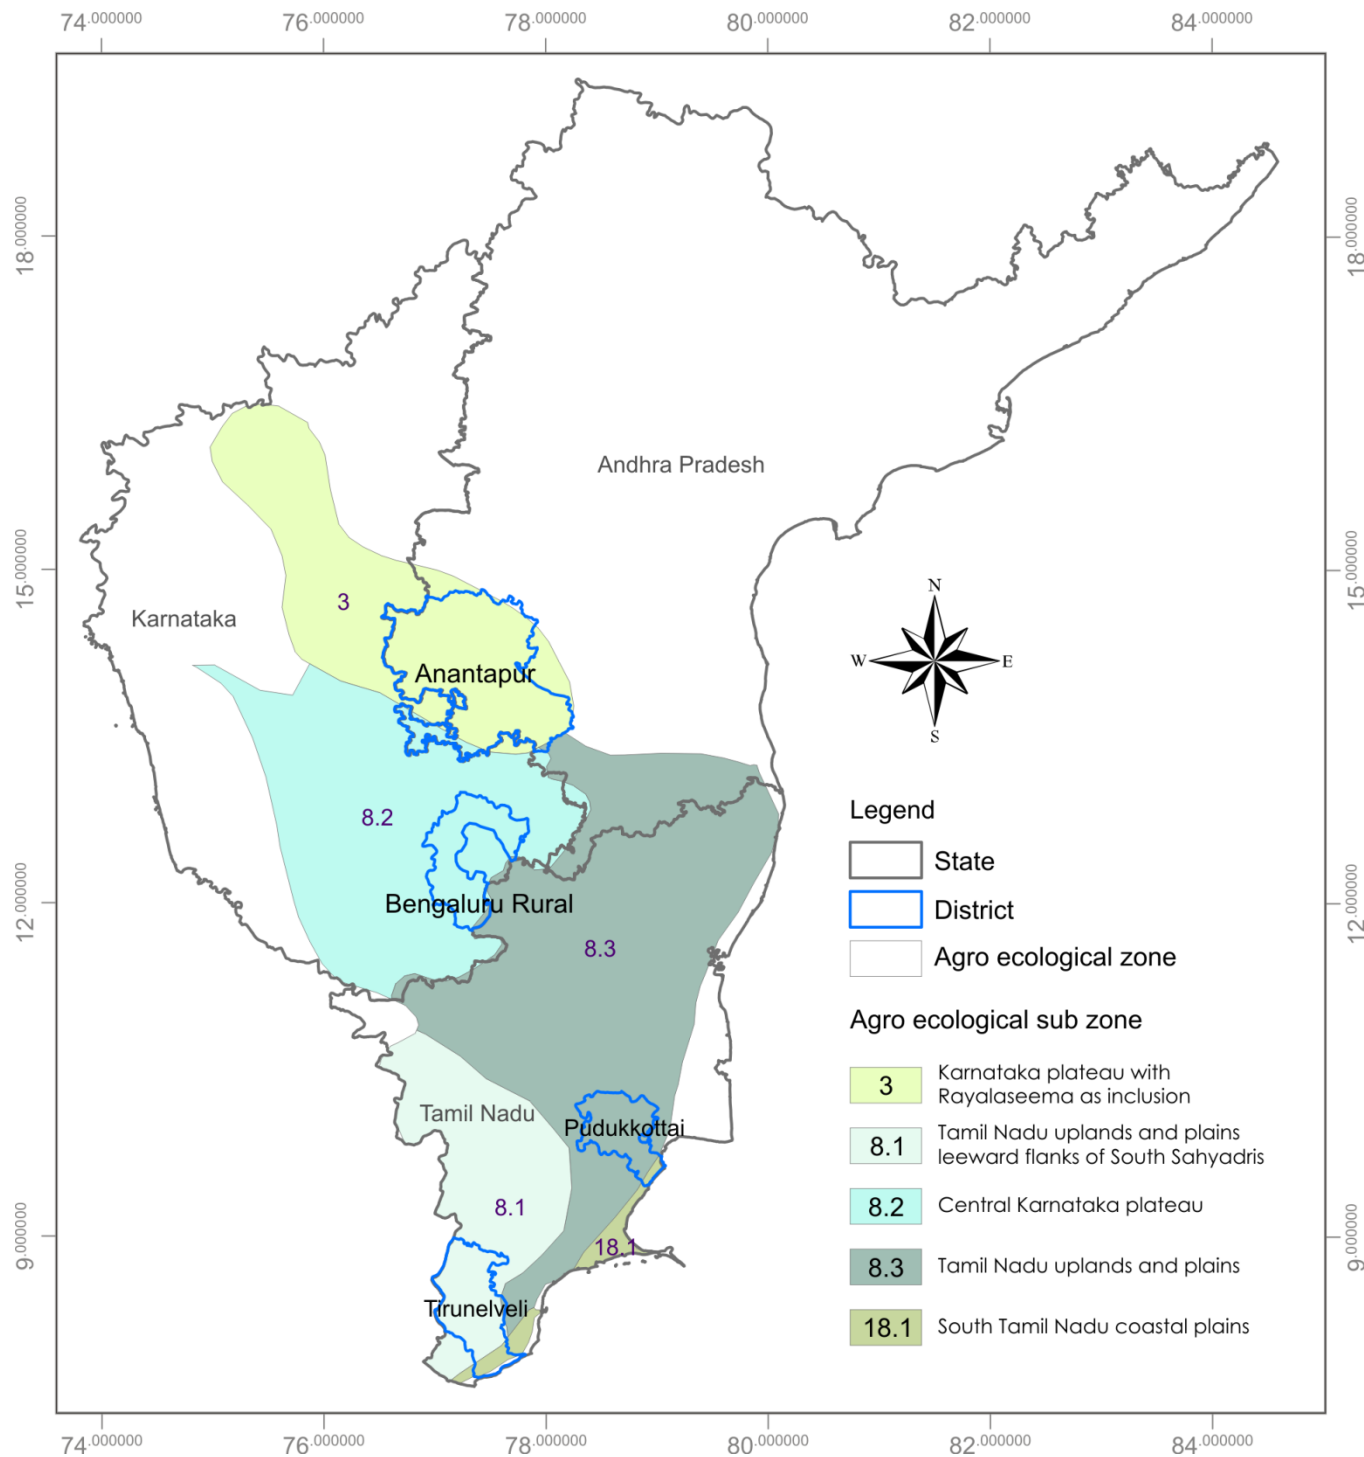 74.000000 76.000000 78.000000 80.000000 82.000000 84.000000
18.000000 18.000000
Andhra Pradesh
15.000000 15.000000
N
3
Karnataka
W E
Anantapur
S
Legend
8.2
State
Bengaluru Rural
District
12.000000 12.000000
8.3
Agro ecological zone
Agro ecological sub zone
3 Karnataka plateau with
Rayalaseema as inclusion
Tamil Nadu
Pudukkottai
8.1 Tamil Nadu uplands and plains
leeward flanks of South Sahyadris
8.1
8.2 Central Karnataka plateau
9.000000 9.000000
18.1
8.3 Tamil Nadu uplands and plains
Tirunelveli
18.1 South Tamil Nadu coastal plains
74.000000 76.000000 78.000000 80.000000 82.000000 84.000000